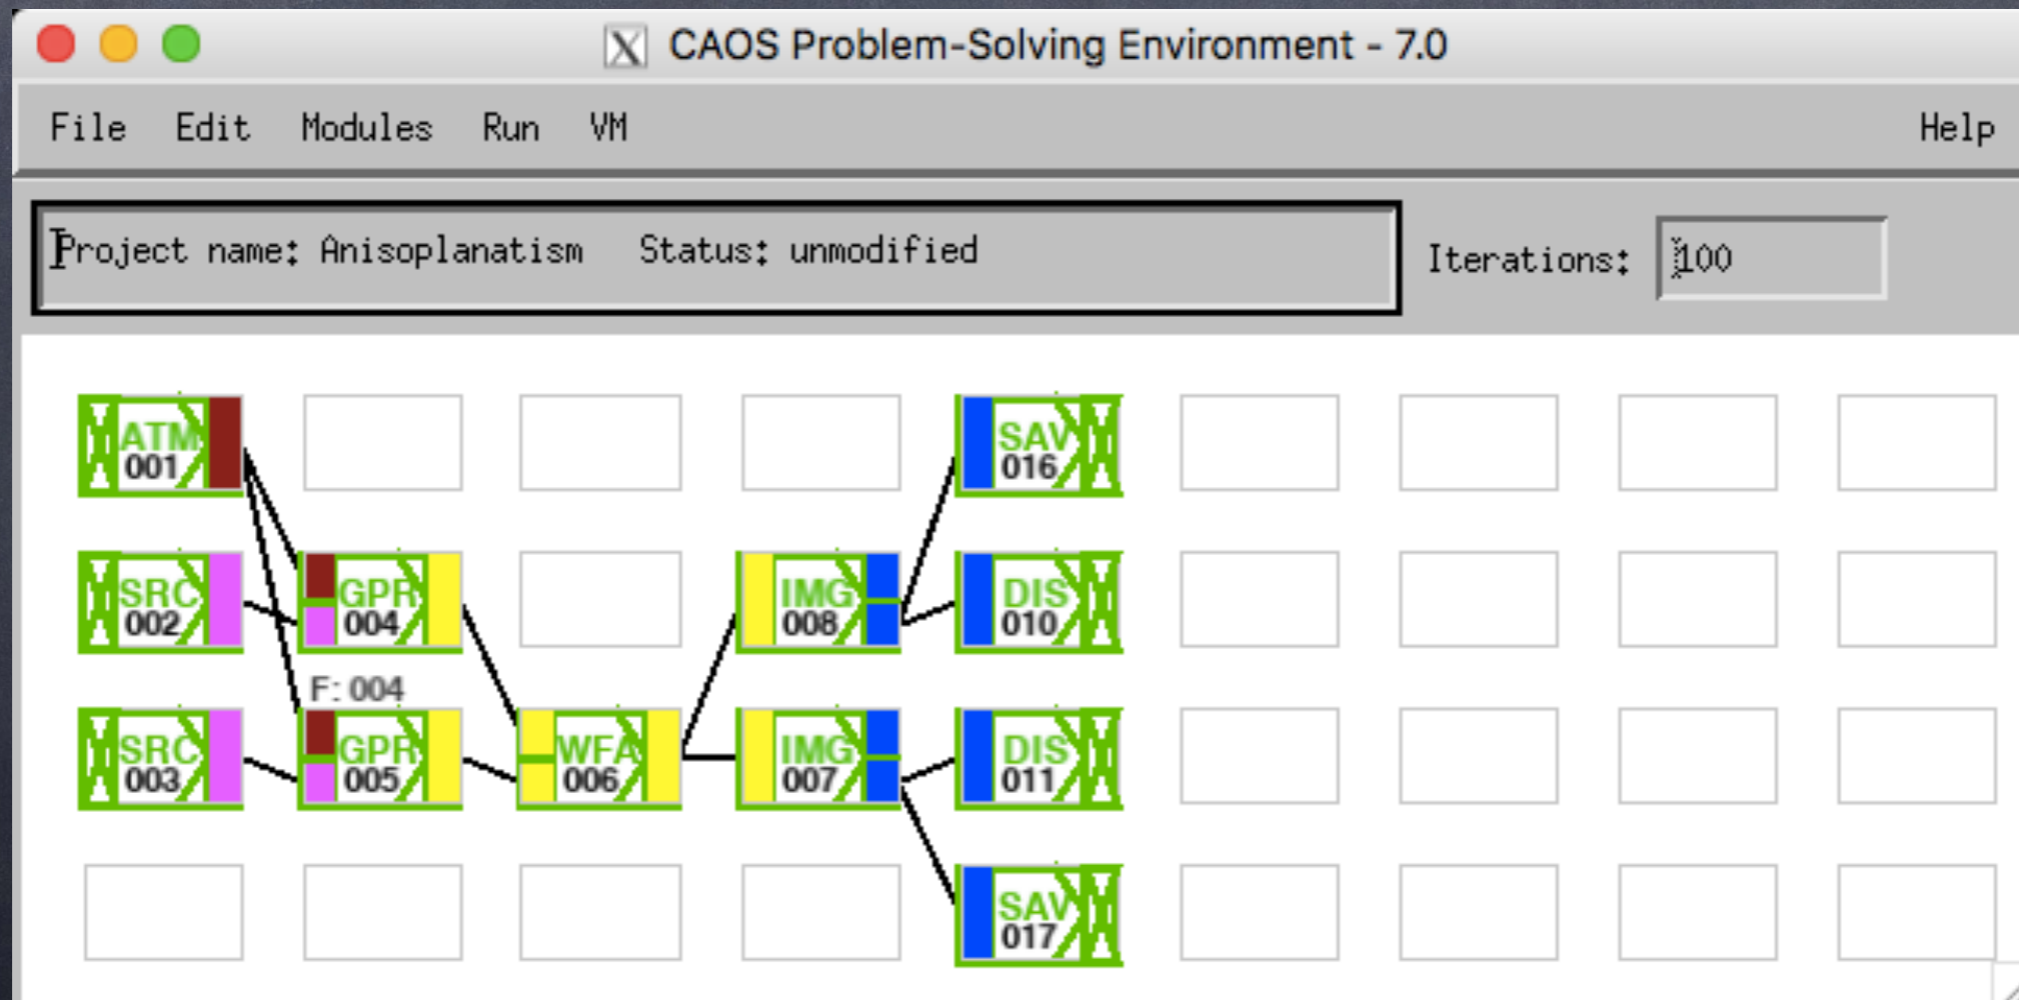 CAOS Problem-Solving Environment - 7.0
File Edit Modules Run VM Help
Project name: Anisoplanatism Status: unmodified Iterations: 100
ATM 001
SAV 016
SRC 002
GPR 004
IMG 008
DIS 010
F: 004
SRC 003
GPR 005
WFA 006
IMG 007
DIS 011
SAV 017